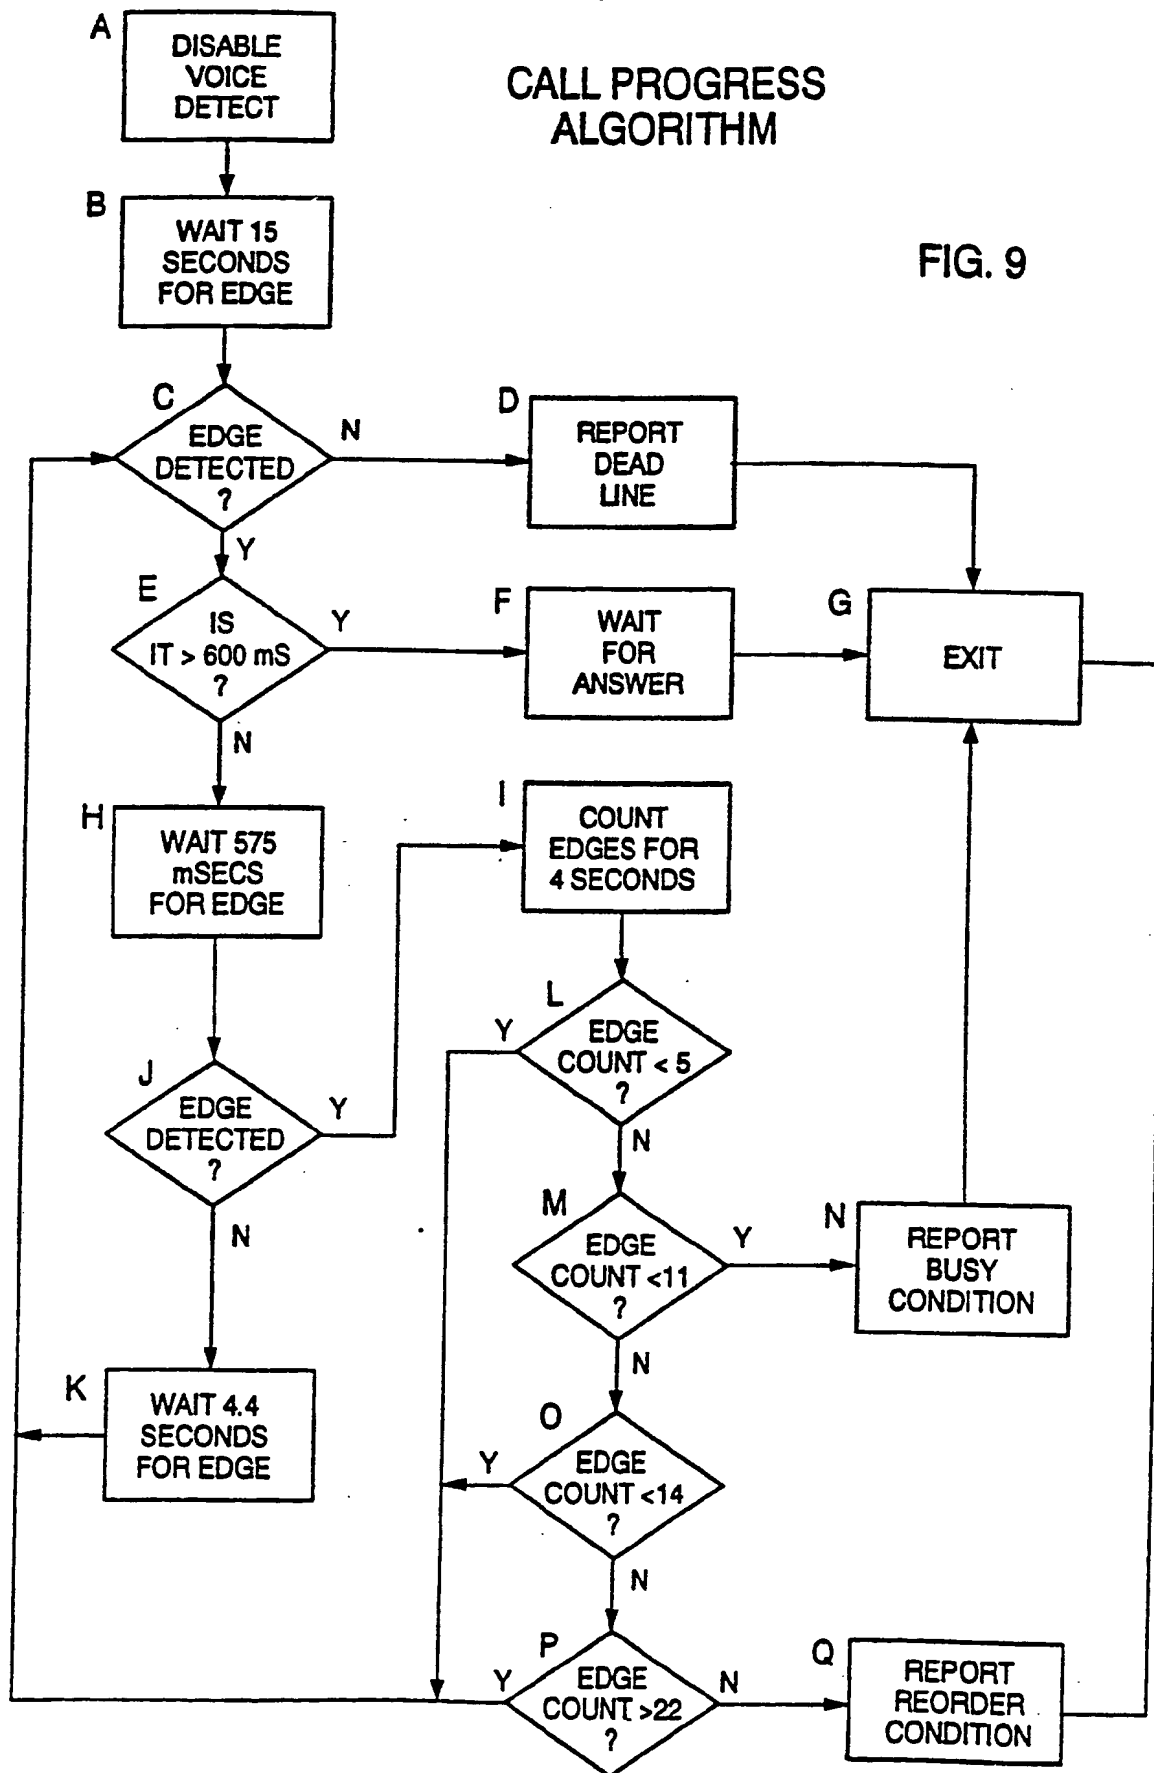 CALL PROGRESS
ALGORITHM
FIG. 9
A
DISABLE
VOICE
DETECT
B
WAIT 15
SECONDS
FOR EDGE
C
EDGE
DETECTED
?
N
Y
D
REPORT
DEAD
LINE
E
IS
IT > 600 mS
?
Y
N
F
WAIT
FOR
ANSWER
G
EXIT
H
WAIT 575
mSECS
FOR EDGE
I
COUNT
EDGES FOR
4 SECONDS
J
EDGE
DETECTED
?
Y
N
K
WAIT 4.4
SECONDS
FOR EDGE
L
EDGE
COUNT < 5
?
Y
N
M
EDGE
COUNT <11
?
Y
N
N
REPORT
BUSY
CONDITION
O
EDGE
COUNT <14
?
Y
N
P
EDGE
COUNT >22
?
Y
N
Q
REPORT
REORDER
CONDITION